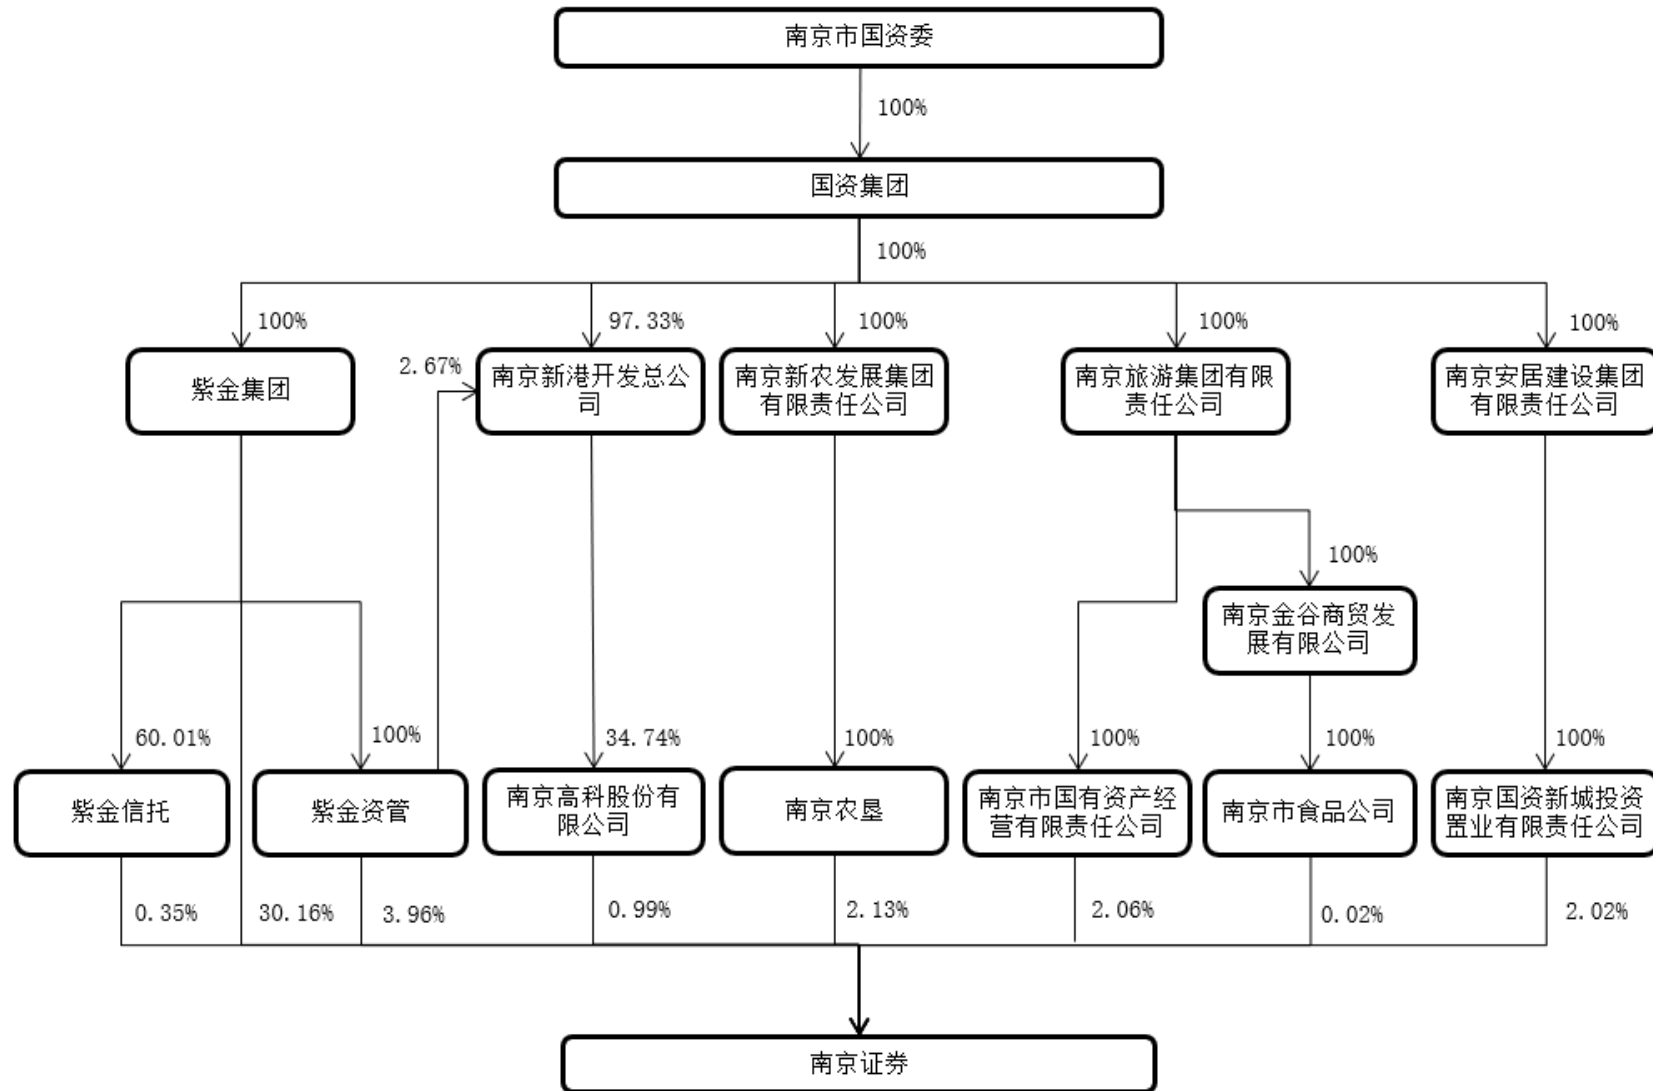 南京市国资委
100%
国资集团
100%
100%
97.33%
100%
100%
100%
2.67%
紫金集团
南京新港开发总公
司
南京新农发展集团
有限责任公司
南京旅游集团有限
责任公司
南京安居建设集团
有限责任公司
100%
南京金谷商贸发
展有限公司
60.01%
100%
34.74%
100%
100%
100%
100%
紫金信托
紫金资管
南京高科股份有
限公司
南京农垦
南京市国有资产经
营有限责任公司
南京市食品公司
南京国资新城投资
置业有限责任公司
0.35%
30.16%
3.96%
0.99%
2.13%
2.06%
0.02%
2.02%
南京证券